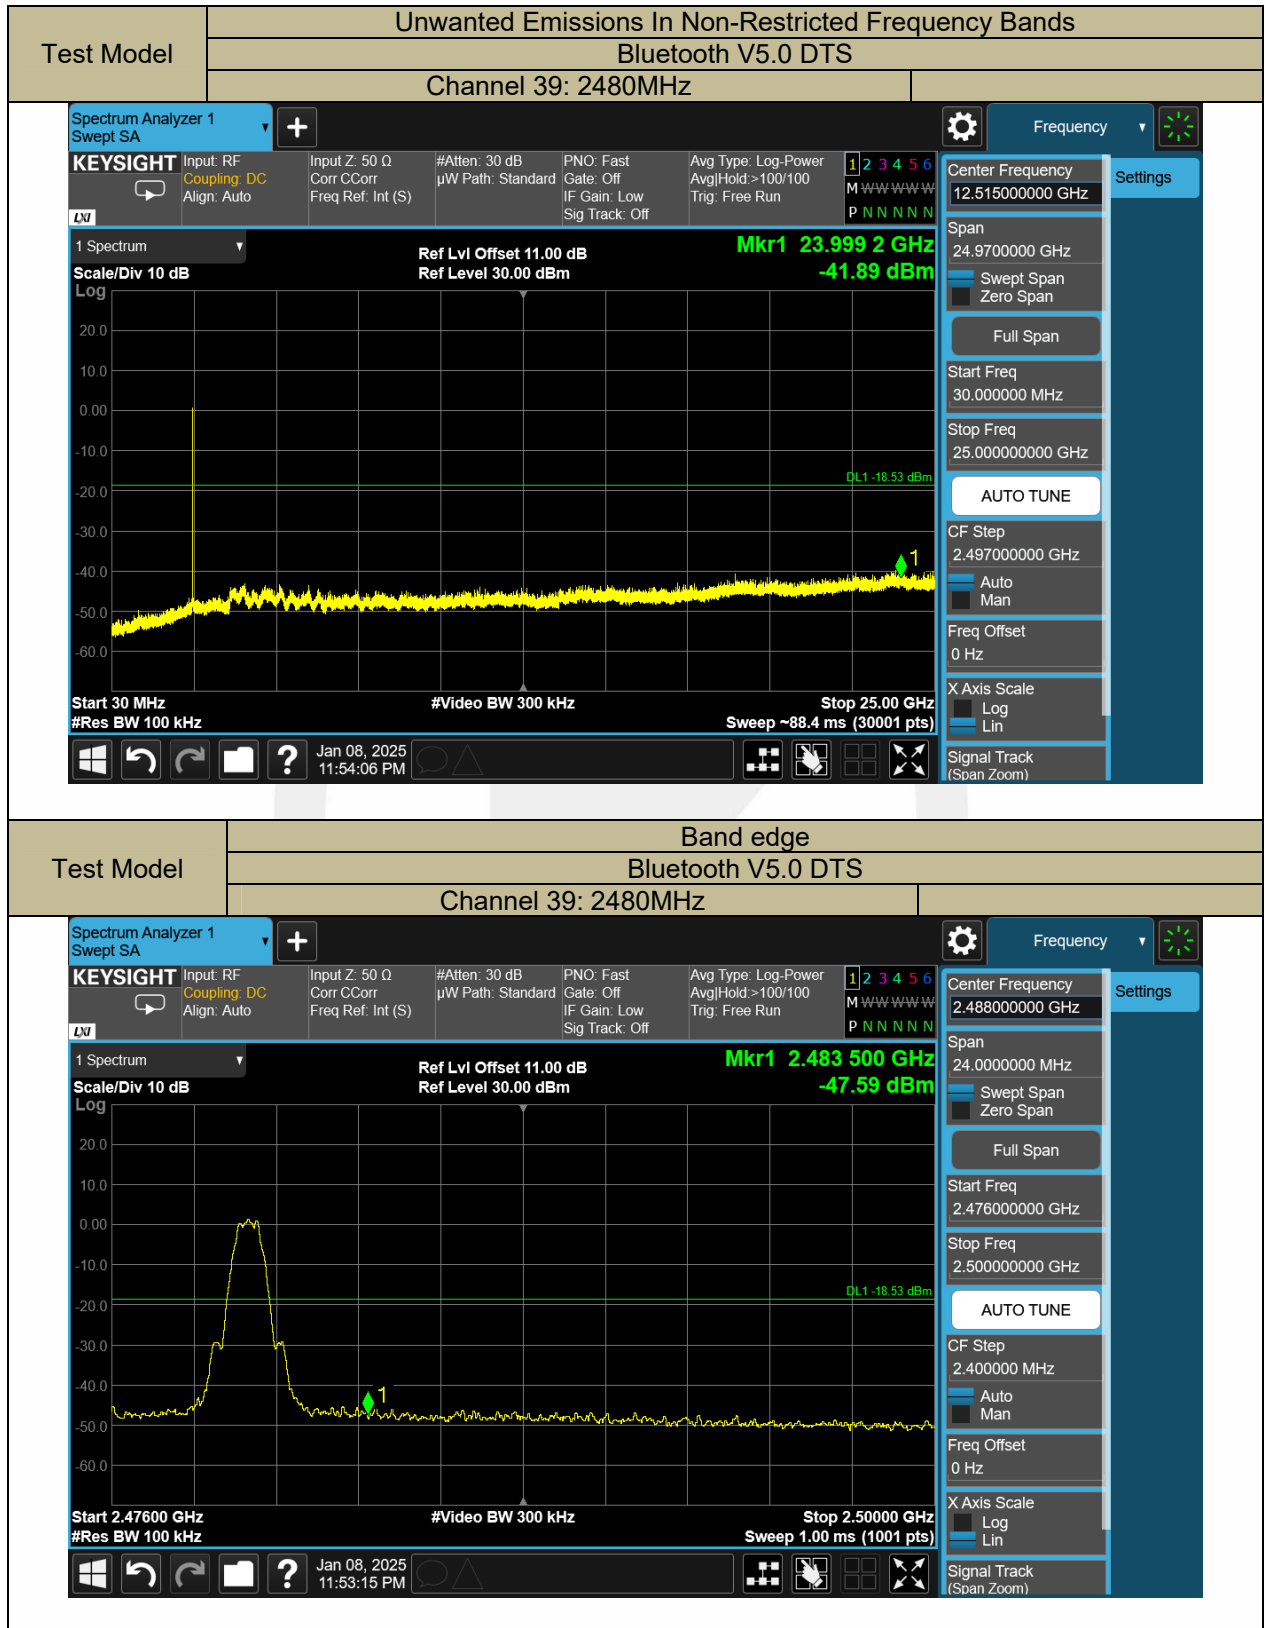 Test Model
Unwanted Emissions In Non-Restricted Frequency Bands
Bluetooth V5.0 DTS
Channel 39: 2480MHz
Spectrum Analyzer 1
Swept SA
Frequency
KEYSIGHT
LXI
Input: RF
Coupling: DC
Align: Auto
Input Z: 50 Ω
Corr CCorr
Freq Ref: Int (S)
#Atten: 30 dB
µW Path: Standard
PNO: Fast
Gate: Off
IF Gain: Low
Sig Track: Off
Avg Type: Log-Power
Avg|Hold:>100/100
Trig: Free Run
1 2 3 4 5 6
M W W W W W
P N N N N N
1 Spectrum
Scale/Div 10 dB
Log
Ref Lvl Offset 11.00 dB
Ref Level 30.00 dBm
Mkr1 23.999 2 GHz
-41.89 dBm
20.0
10.0
0.00
-10.0
-20.0
-30.0
-40.0
-50.0
-60.0
DL1 -18.53 dBm
1
Start 30 MHz
#Res BW 100 kHz
#Video BW 300 kHz
Stop 25.00 GHz
Sweep ~88.4 ms (30001 pts)
Jan 08, 2025
11:54:06 PM
Center Frequency
12.515000000 GHz
Span
24.9700000 GHz
Swept Span
Zero Span
Full Span
Start Freq
30.000000 MHz
Stop Freq
25.000000000 GHz
AUTO TUNE
CF Step
2.497000000 GHz
Auto
Man
Freq Offset
0 Hz
X Axis Scale
Log
Lin
Signal Track
(Span Zoom)
Settings
Test Model
Band edge
Bluetooth V5.0 DTS
Channel 39: 2480MHz
Spectrum Analyzer 1
Swept SA
Frequency
KEYSIGHT
LXI
Input: RF
Coupling: DC
Align: Auto
Input Z: 50 Ω
Corr CCorr
Freq Ref: Int (S)
#Atten: 30 dB
µW Path: Standard
PNO: Fast
Gate: Off
IF Gain: Low
Sig Track: Off
Avg Type: Log-Power
Avg|Hold:>100/100
Trig: Free Run
1 2 3 4 5 6
M W W W W W
P N N N N N
1 Spectrum
Scale/Div 10 dB
Log
Ref Lvl Offset 11.00 dB
Ref Level 30.00 dBm
Mkr1 2.483 500 GHz
-47.59 dBm
20.0
10.0
0.00
-10.0
-20.0
-30.0
-40.0
-50.0
-60.0
DL1 -18.53 dBm
1
Start 2.47600 GHz
#Res BW 100 kHz
#Video BW 300 kHz
Stop 2.50000 GHz
Sweep 1.00 ms (1001 pts)
Jan 08, 2025
11:53:15 PM
Center Frequency
2.488000000 GHz
Span
24.0000000 MHz
Swept Span
Zero Span
Full Span
Start Freq
2.476000000 GHz
Stop Freq
2.500000000 GHz
AUTO TUNE
CF Step
2.400000 MHz
Auto
Man
Freq Offset
0 Hz
X Axis Scale
Log
Lin
Signal Track
(Span Zoom)
Settings